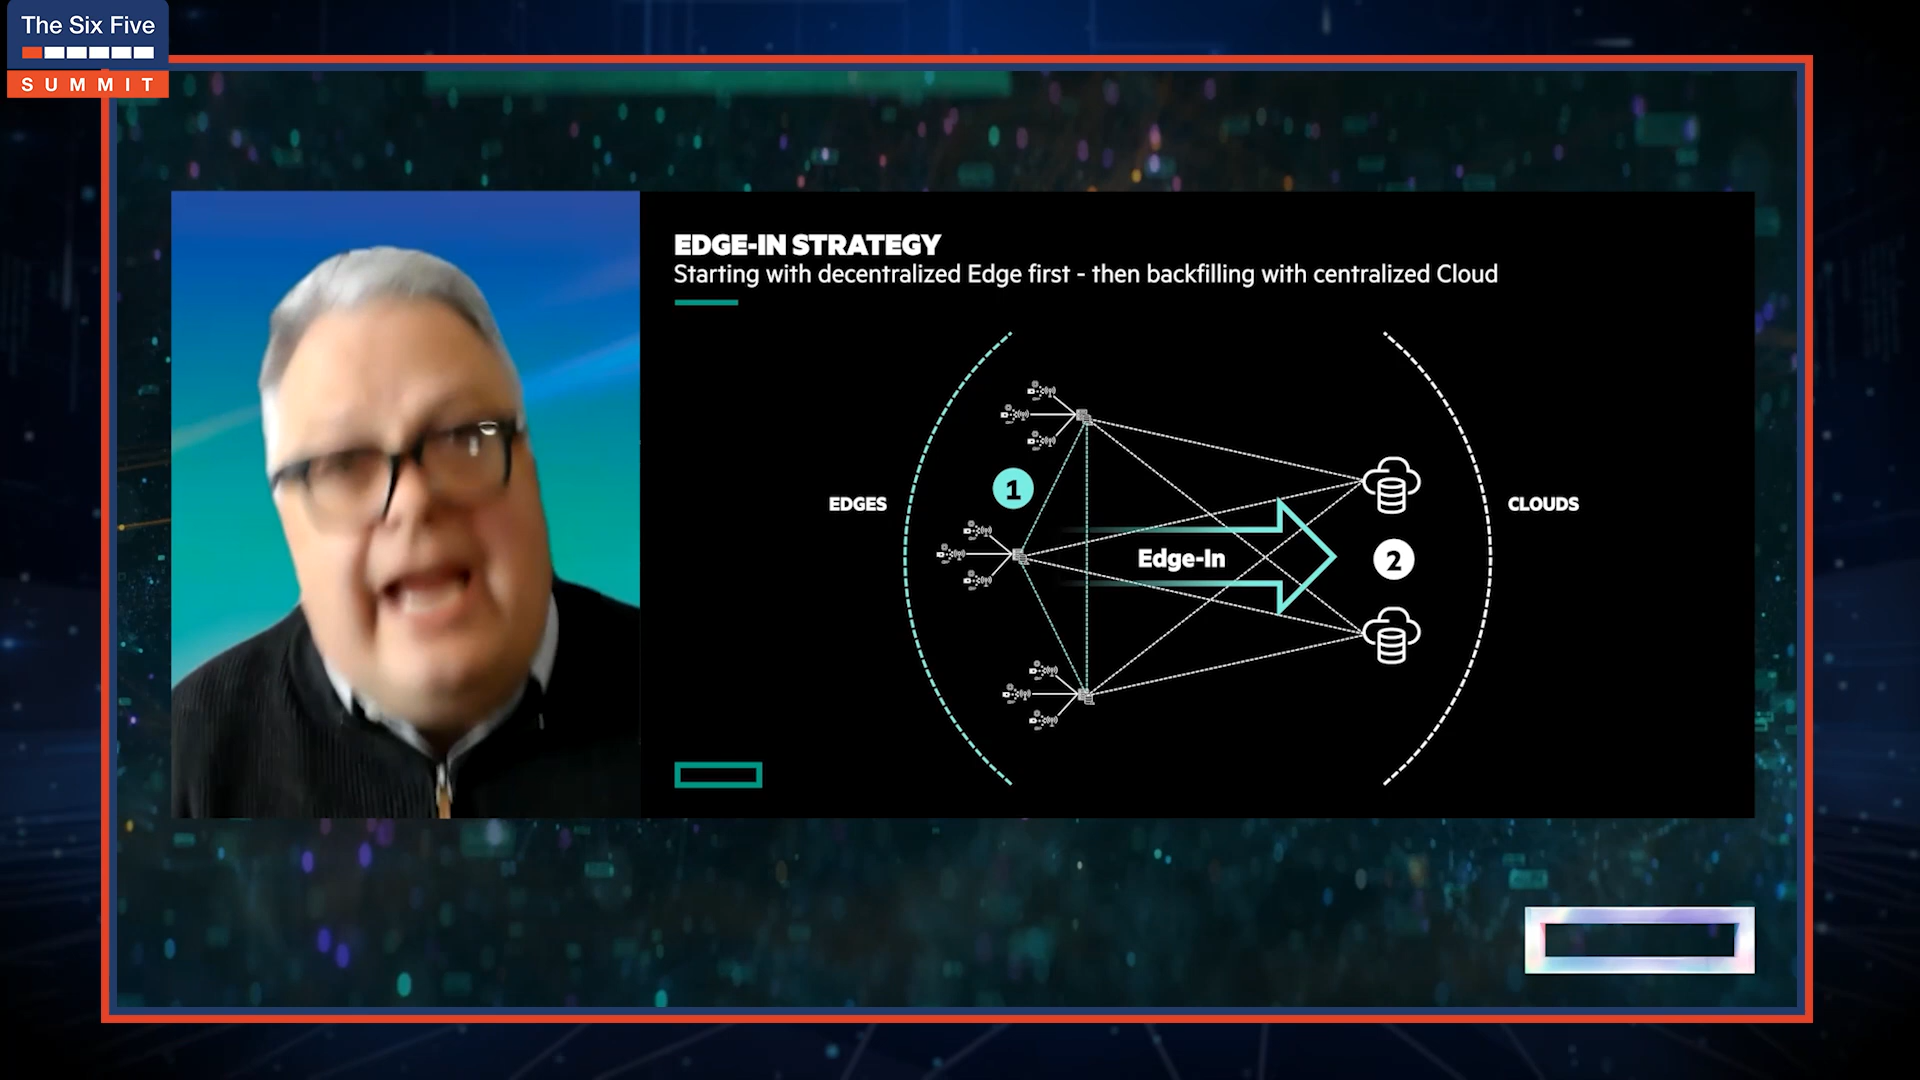 The Six Five
SUMMIT
EDGE-IN STRATEGY
Starting with decentralized Edge first - then backfilling with centralized Cloud
1
EDGES
CLOUDS
Edge-In
2